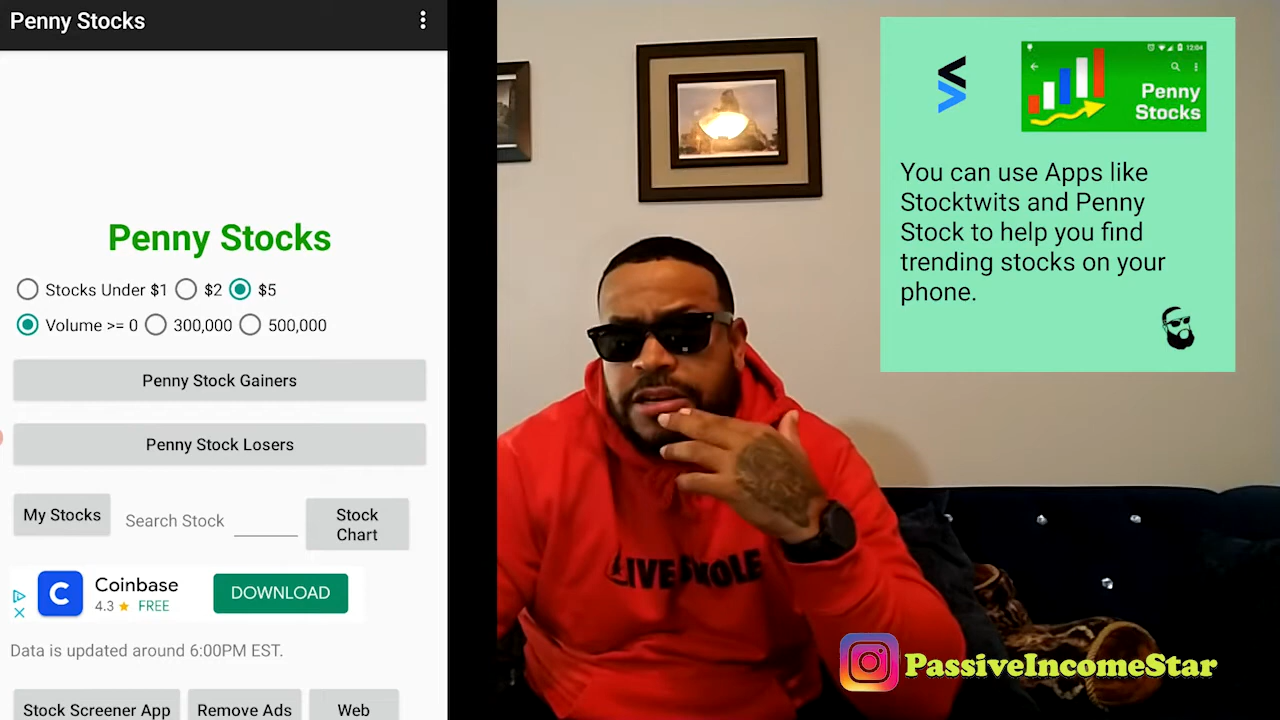 Penny Stocks
Penny Stocks
Stocks Under $1 $2 $5
Volume >= 0 300,000 500,000
Penny Stock Gainers
Penny Stock Losers
My Stocks
Search Stock
Stock
Chart
Coinbase
4.3 FREE
DOWNLOAD
Data is updated around 6:00PM EST.
Stock Screener App
Remove Ads
Web
12:04
Penny
Stocks
You can use Apps like
Stocktwits and Penny
Stock to help you find
trending stocks on your
phone.
PassiveIncomeStar